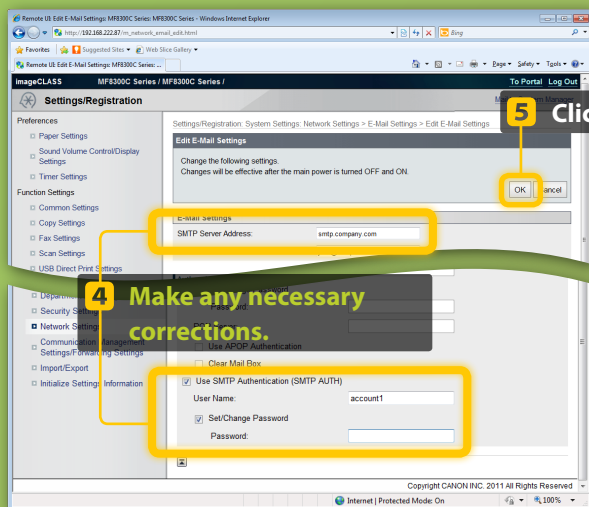 Remote UI: Edit E-Mail Settings: MF8300C Series: MF8300C Series - Windows Internet Explorer
http://192.168.222.87/m_network_email_edit.html
Bing
Favorites
Suggested Sites
Web Slice Gallery
Remote UI: Edit E-Mail Settings: MF8300C Series: ...
Page
Safety
Tools
imageCLASS
MF8300C Series / MF8300C Series /
To Portal Log Out
Settings/Registration
Preferences
Paper Settings
Sound Volume Control/Display
Settings
Timer Settings
Function Settings
Common Settings
Copy Settings
Fax Settings
Scan Settings
USB Direct Print Settings
Security Settings
Network Settings
Communication Management
Settings/Forwarding Settings
Import/Export
Initialize Settings Information
Settings/Registration: System Settings: Network Settings > E-Mail Settings > Edit E-Mail Settings
5 Clic
Edit E-Mail Settings
Change the following settings.
Changes will be effective after the main power is turned OFF and ON.
OK
Cancel
E-Mail Settings
SMTP Server Address:
smtp.company.com
4 Make any necessary
corrections.
Password:
Use APOP Authentication
Clear Mail Box
Use SMTP Authentication (SMTP AUTH)
User Name:
account1
Set/Change Password
Password:
Copyright CANON INC. 2011 All Rights Reserved
Internet | Protected Mode: On
100%